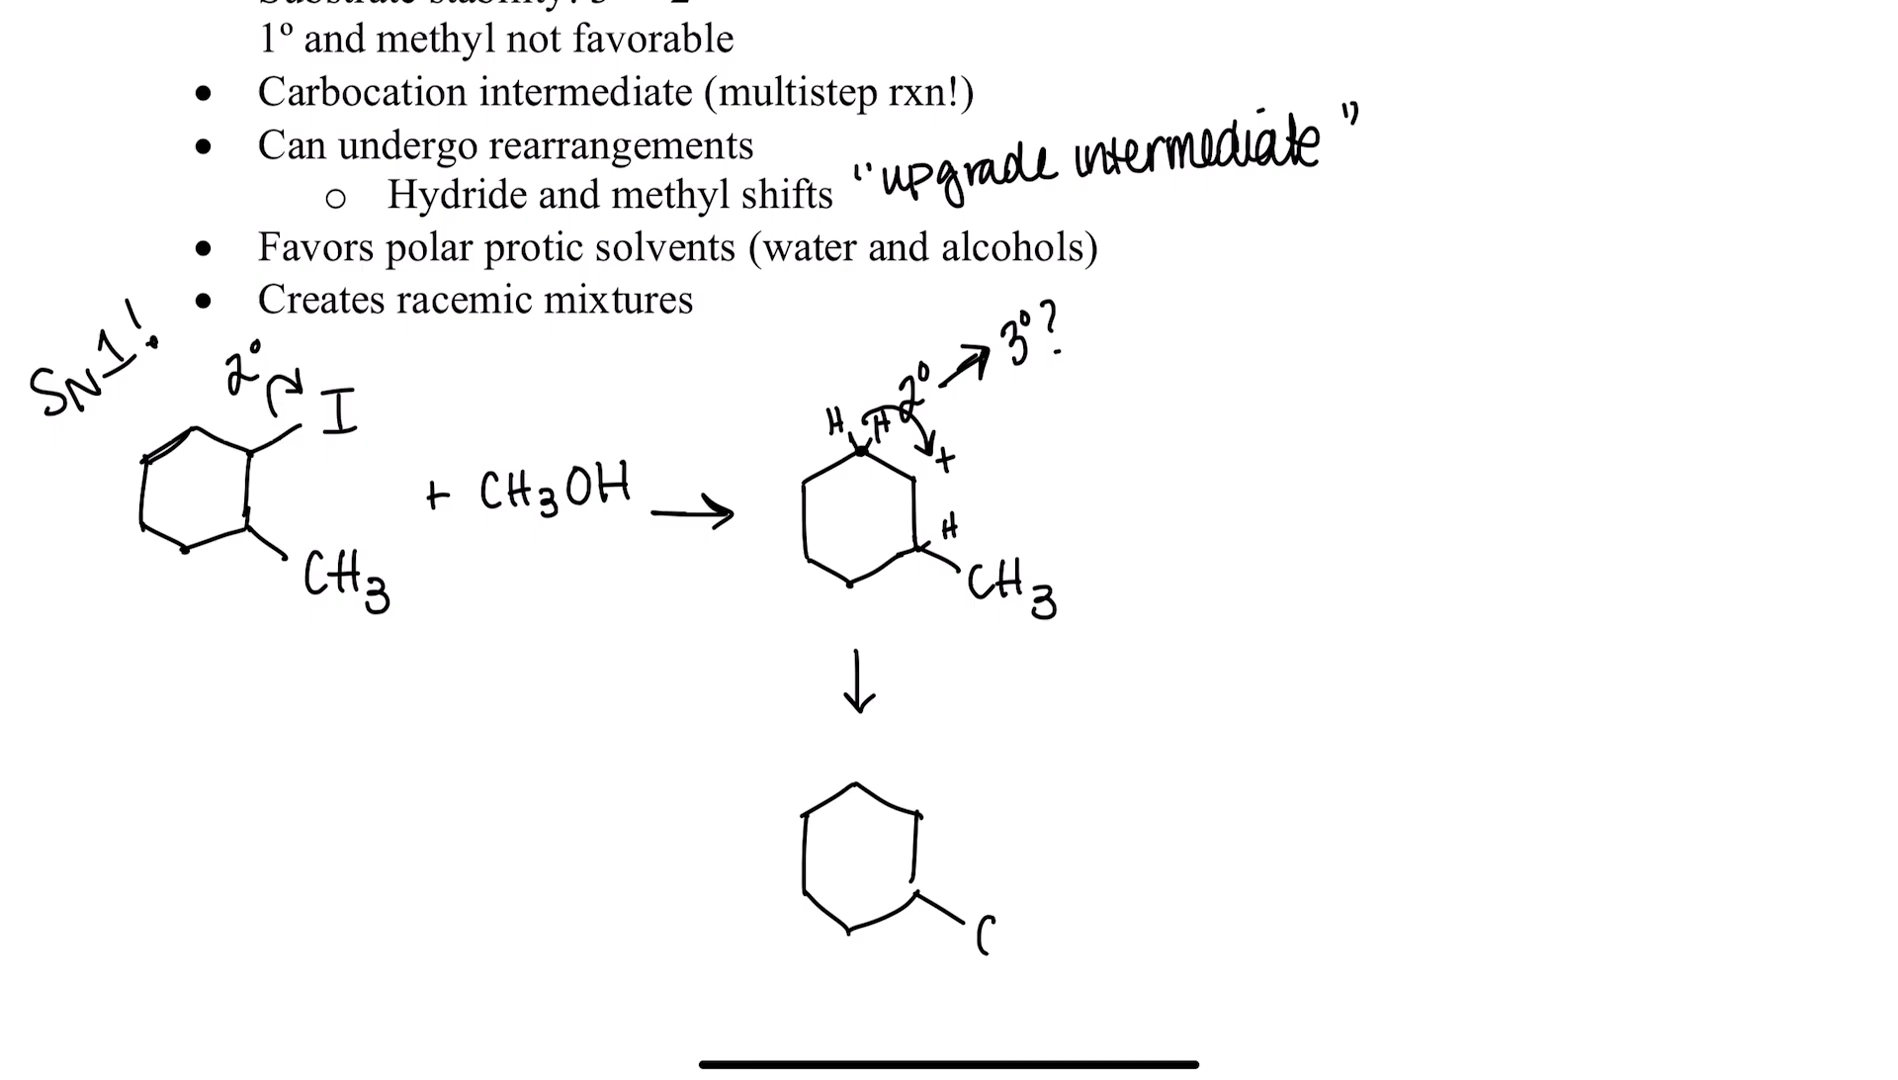 1º and methyl not favorable
• Carbocation intermediate (multistep rxn!)
• Can undergo rearrangements
o Hydride and methyl shifts "upgrade intermediate"
• Favors polar protic solvents (water and alcohols)
• Creates racemic mixtures
SN1!
2° I
CH3
+ CH3OH
H H 2° → 3°?
+
H
CH3
C